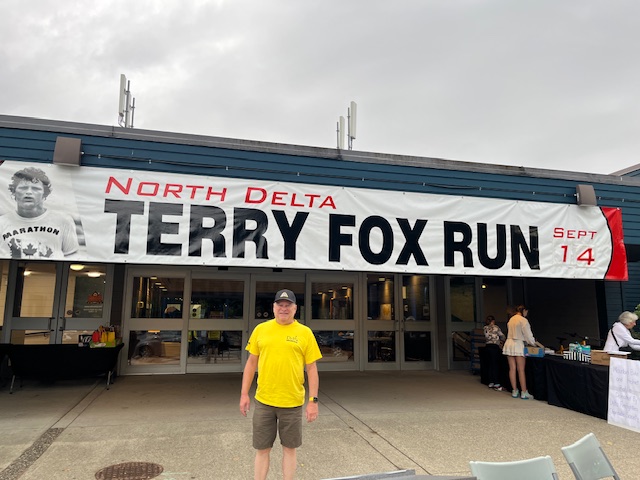 NORTH DELTA
TERRY FOX RUN
SEPT
14
MARATHON